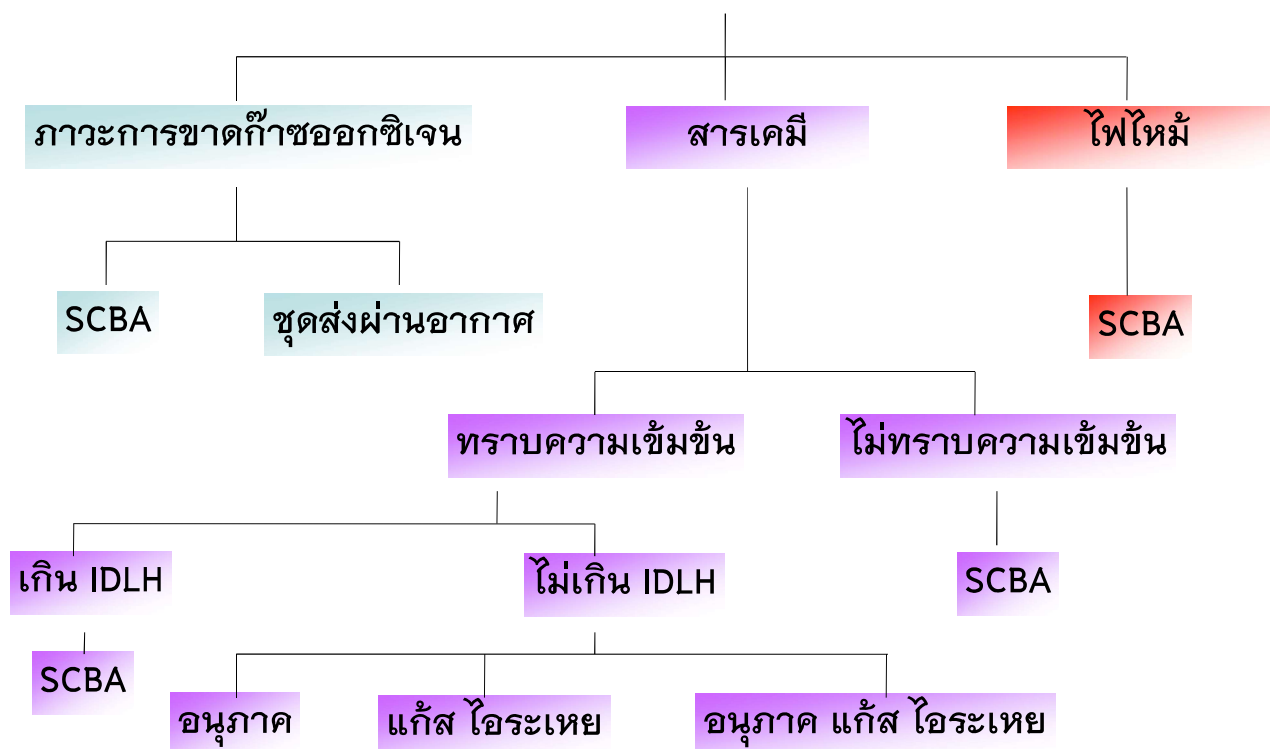 ภาวะการขาดก๊าซออกซิเจน
สารเคมี
ไฟไหม้
SCBA
ชุดส่งผ่านอากาศ
SCBA
ทราบความเข้มข้น
ไม่ทราบความเข้มข้น
เกิน IDLH
ไม่เกิน IDLH
SCBA
SCBA
อนุภาค
แก้ส ไอระเหย
อนุภาค แก้ส ไอระเหย